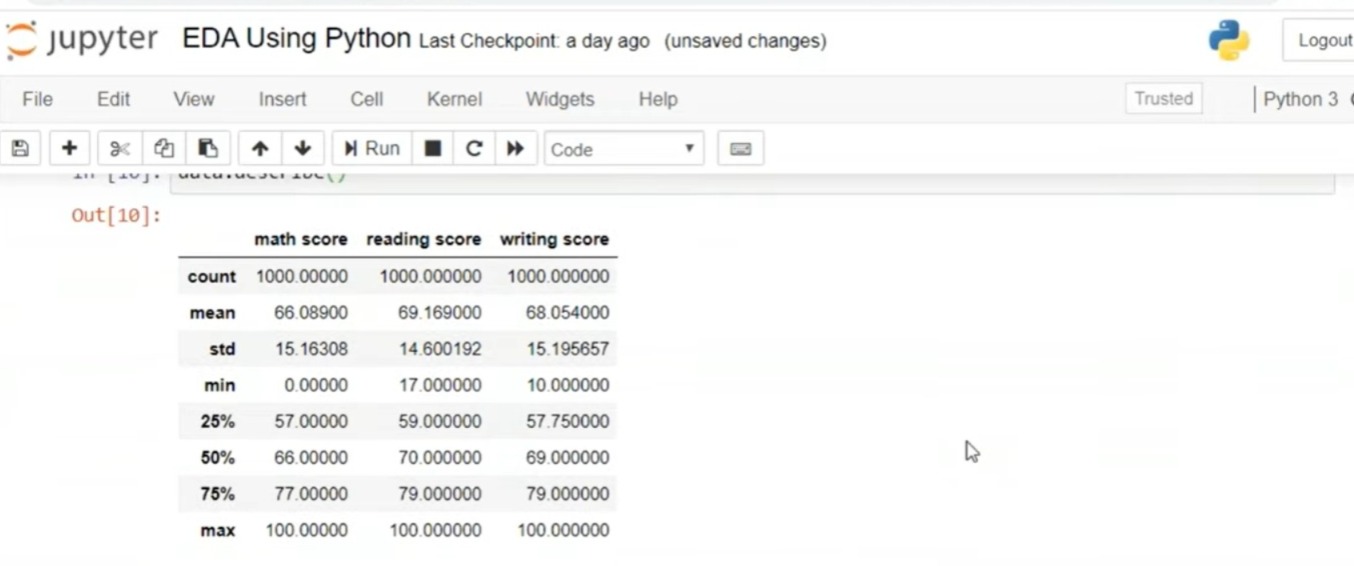 jupyter EDA Using Python Last Checkpoint: a day ago (unsaved changes) Logout
File Edit View Insert Cell Kernel Widgets Help Trusted Python 3
Run Code
In [10]: data.describe()
Out[10]:
math score reading score writing score
count 1000.00000 1000.000000 1000.000000
mean 66.08900 69.169000 68.054000
std 15.16308 14.600192 15.195657
min 0.00000 17.000000 10.000000
25% 57.00000 59.000000 57.750000
50% 66.00000 70.000000 69.000000
75% 77.00000 79.000000 79.000000
max 100.00000 100.000000 100.000000